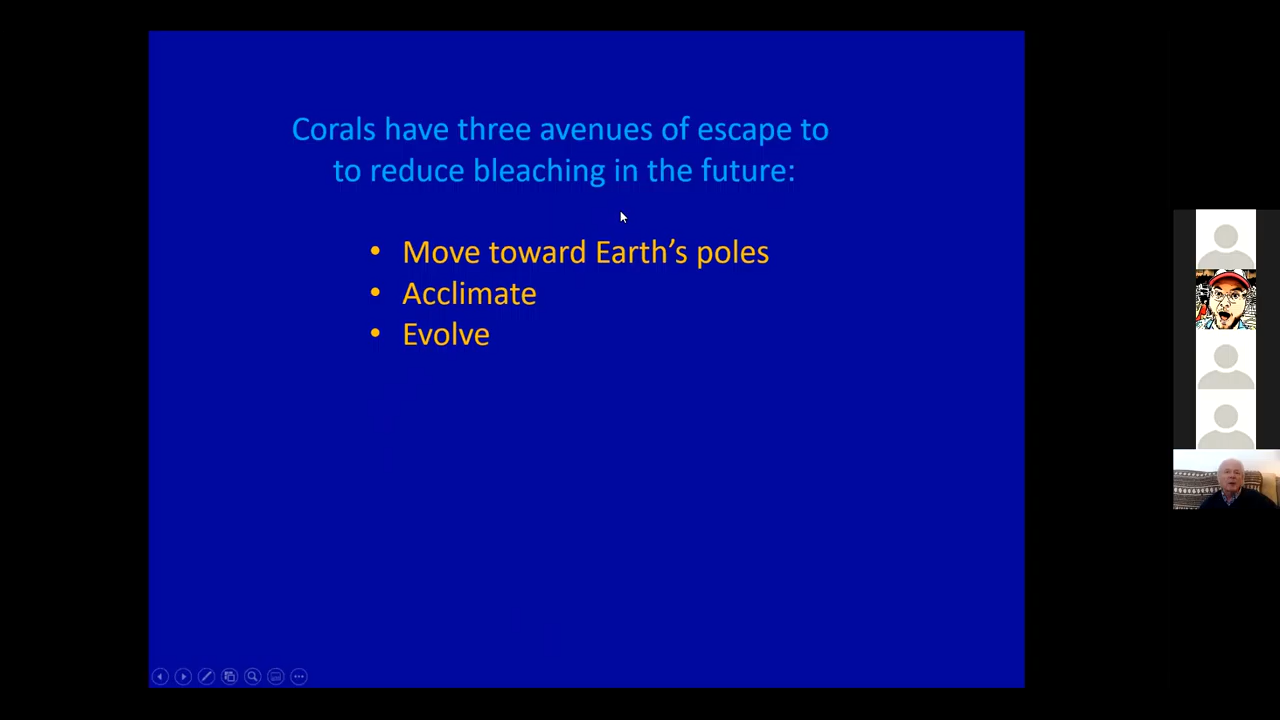 Corals have three avenues of escape to
to reduce bleaching in the future:
• Move toward Earth's poles
• Acclimate
• Evolve